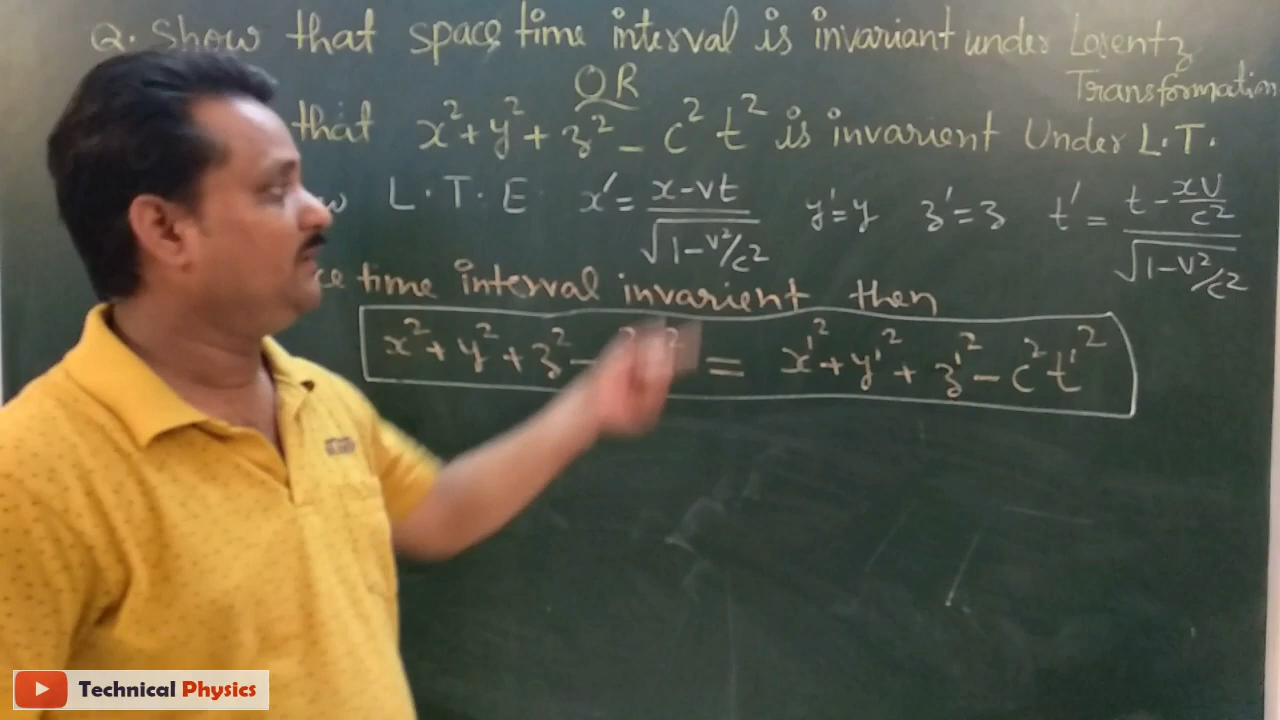 Q. Show that space time interval is invariant under Lorentz Transformation
OR
that x²+y²+z²-c²t² is invarient Under L.T.
L.T.E x'=(x-vt)/√(1-v²/c²) y'=y z'=z t'=(t-xv/c²)/√(1-v²/c²)
time interval invarient then
x²+y²+z²- = x'²+y'²+z'²-c²t'²
Technical Physics